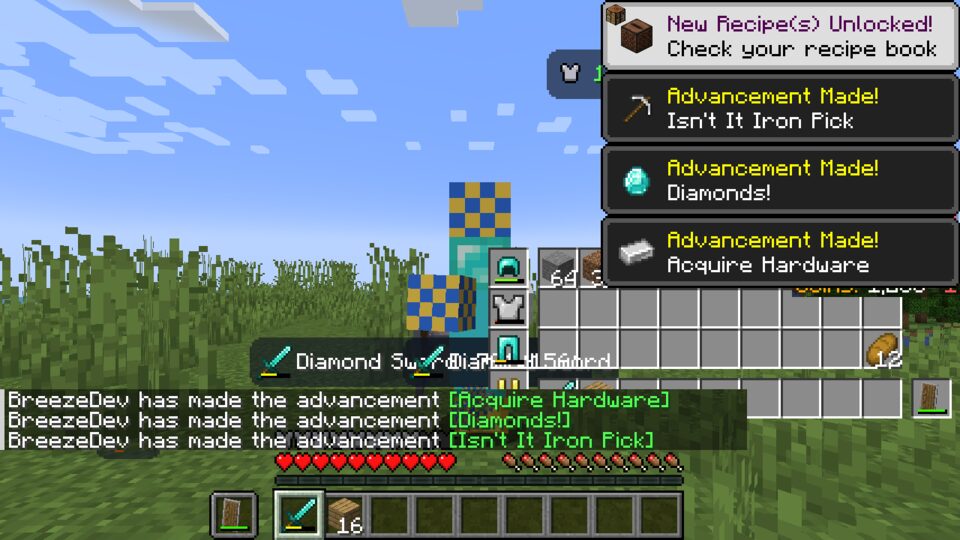 New Recipe(s) Unlocked!
Check your recipe book
Advancement Made!
Isn't It Iron Pick
Advancement Made!
Diamonds!
Advancement Made!
Acquire Hardware
64
12
Diamond
BreezeDev has made the advancement [Acquire Hardware]
BreezeDev has made the advancement [Diamonds!]
BreezeDev has made the advancement [Isn't It Iron Pick]
16